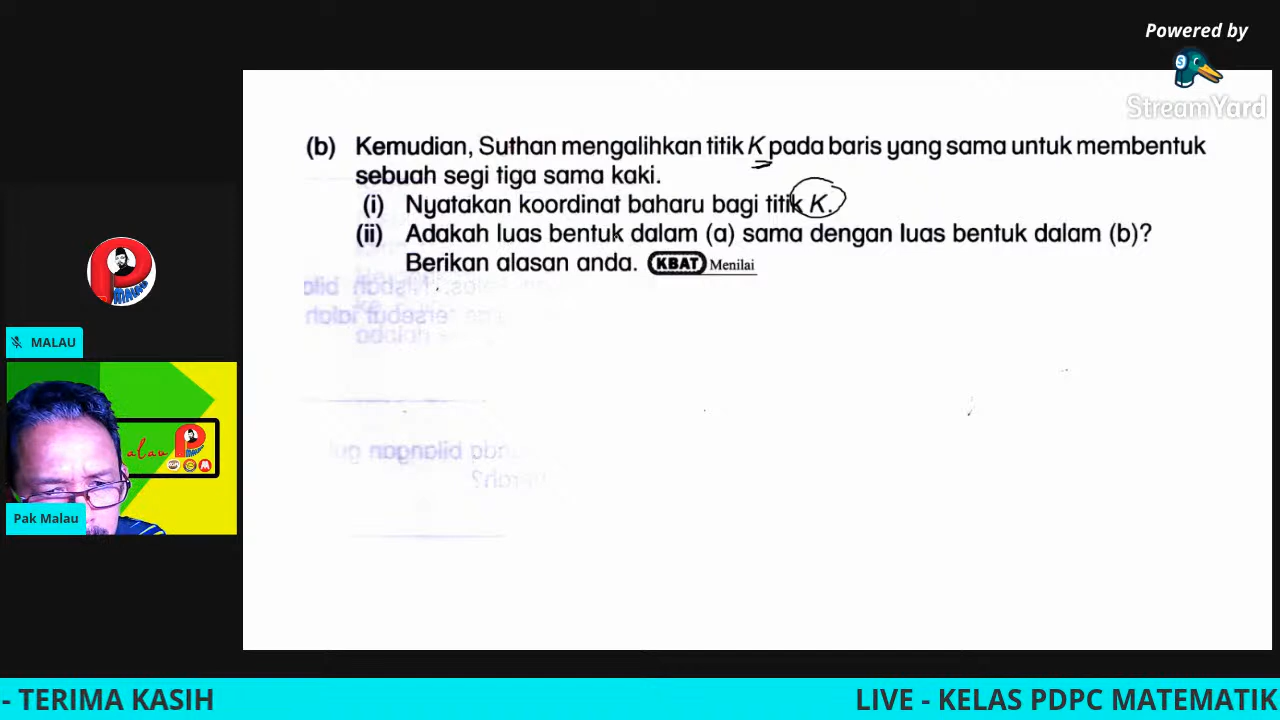 Powered by
StreamYard
(b) Kemudian, Suthan mengalihkan titik K pada baris yang sama untuk membentuk
sebuah segi tiga sama kaki.
(i) Nyatakan koordinat baharu bagi titik K.
(ii) Adakah luas bentuk dalam (a) sama dengan luas bentuk dalam (b)?
Berikan alasan anda. KBAT Menilai
MALAU
MALAU
alau
Pak Malau
- TERIMA KASIH
LIVE - KELAS PDPC MATEMATIK